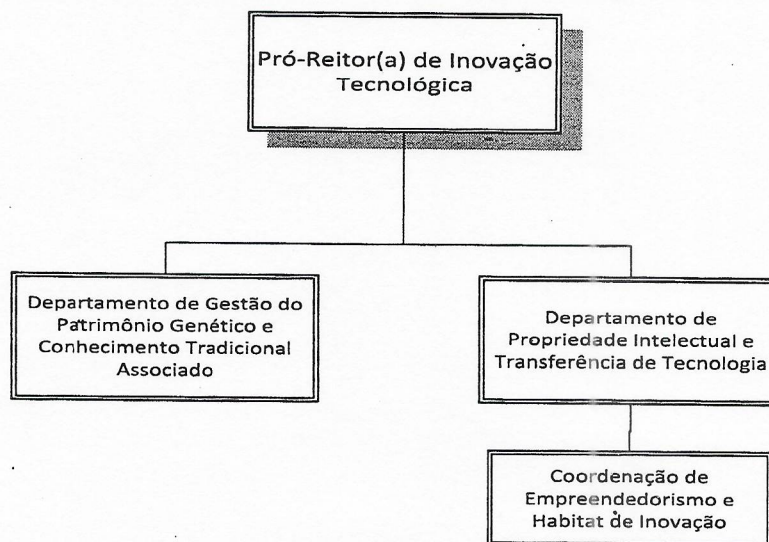 Pró-Reitor(a) de Inovação
Tecnológica
Departamento de Gestão do
Patrimônio Genético e
Conhecimento Tradicional
Associado
Departamento de
Propriedade Intelectual e
Transferência de Tecnologia
Coordenação de
Empreendedorismo e
Habitat de Inovação